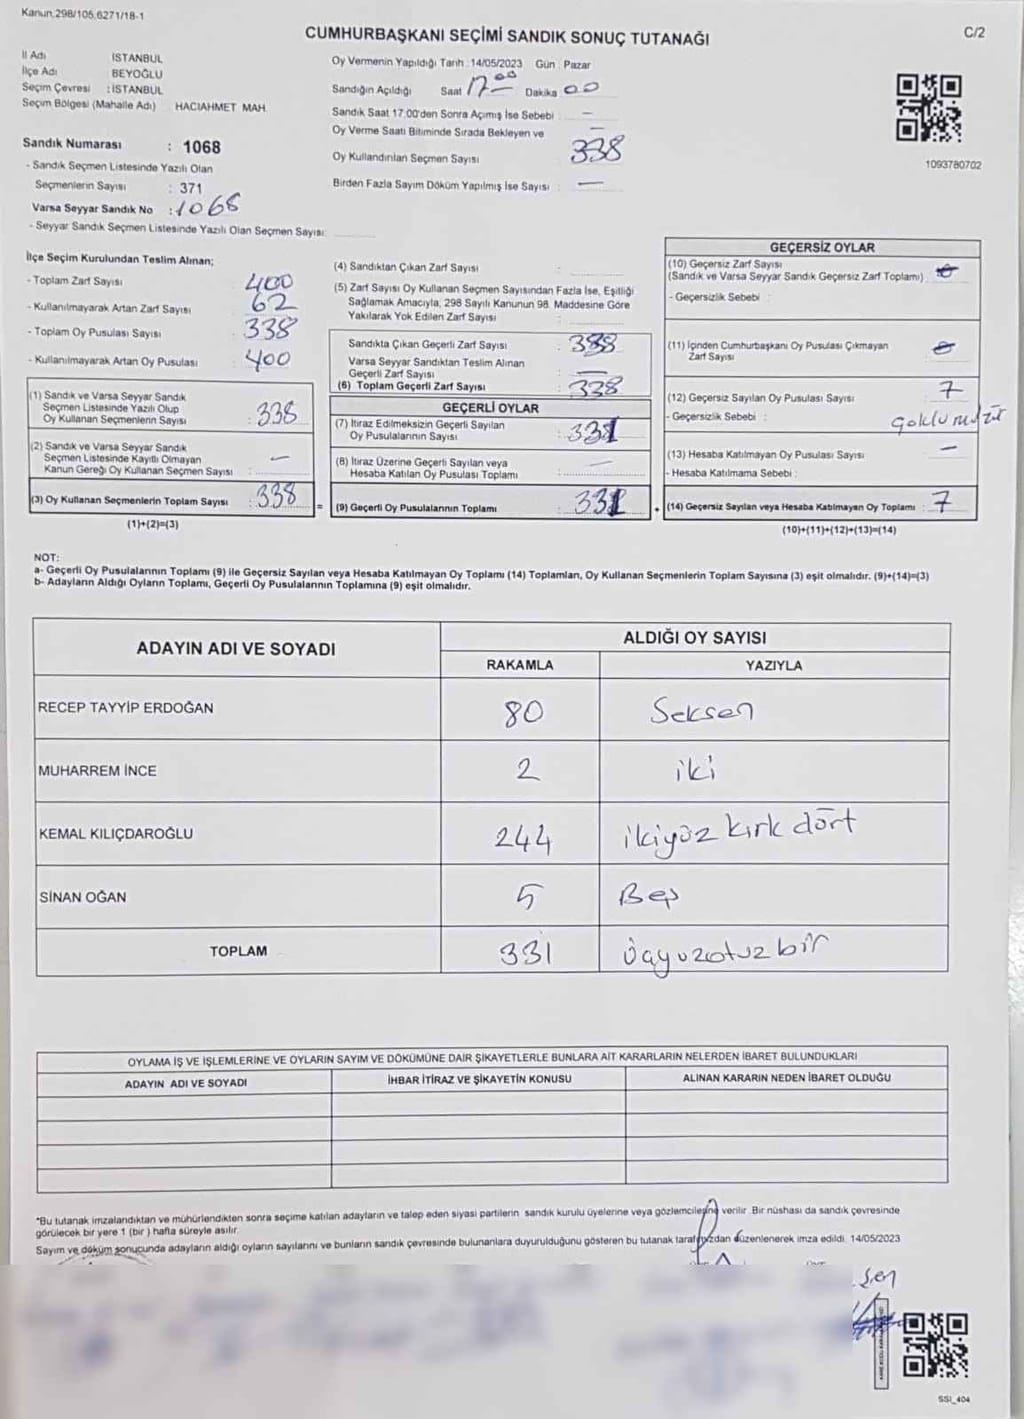 Kanun.298/105,6271/18-1
CUMHURBAŞKANI SEÇİMİ SANDIK SONUÇ TUTANAĞI
C/2
İl Adı İSTANBUL
İlçe Adı BEYOĞLU
Seçim Çevresi : İSTANBUL
Seçim Bölgesi (Mahalle Adı) : HACIAHMET MAH.
Sandık Numarası : 1068
- Sandık Seçmen Listesinde Yazılı Olan
Seçmenlerin Sayısı : 371
Varsa Seyyar Sandık No : 1068
- Seyyar Sandık Seçmen Listesinde Yazılı Olan Seçmen Sayısı:
Oy Vermenin Yapıldığı Tarih : 14/05/2023 Gün : Pazar
Sandığın Açıldığı Saat 17 00 Dakika 00
Sandık Saat 17.00'den Sonra Açımış İse Sebebi : —
Oy Verme Saati Bitiminde Sırada Bekleyen ve —
Oy Kullandırılan Seçmen Sayısı 338
Birden Fazla Sayım Döküm Yapılmış İse Sayısı : —
1093780702
İlçe Seçim Kurulundan Teslim Alınan;
- Toplam Zarf Sayısı : 400
- Kullanılmayarak Artan Zarf Sayısı : 62
- Toplam Oy Pusulası Sayısı : 338
- Kullanılmayarak Artan Oy Pusulası : 400
(1) Sandık ve Varsa Seyyar Sandık
Seçmen Listesinde Yazılı Olup
Oy Kullanan Seçmenlerin Sayısı : 338
(2) Sandık ve Varsa Seyyar Sandık
Seçmen Listesinde Kayıtlı Olmayan
Kanun Gereği Oy Kullanan Seçmen Sayısı : —
(3) Oy Kullanan Seçmenlerin Toplam Sayısı : 338
(1)+(2)=(3)
(4) Sandıktan Çıkan Zarf Sayısı :
(5) Zarf Sayısı Oy Kullanan Seçmen Sayısından Fazla İse, Eşitliği
Sağlamak Amacıyla, 298 Sayılı Kanunun 98. Maddesine Göre
Yakılarak Yok Edilen Zarf Sayısı :
Sandıkta Çıkan Geçerli Zarf Sayısı : 338
Varsa Seyyar Sandıktan Teslim Alınan
Geçerli Zarf Sayısı : —
(6) Toplam Geçerli Zarf Sayısı : 338
GEÇERLİ OYLAR
(7) İtiraz Edilmeksizin Geçerli Sayılan
Oy Pusulalarının Sayısı : 331
(8) İtiraz Üzerine Geçerli Sayılan veya
Hesaba Katılan Oy Pusulası Toplamı : —
= (9) Geçerli Oy Pusulalarının Toplamı : 331
GEÇERSİZ OYLAR
(10) Geçersiz Zarf Sayısı
(Sandık ve Varsa Seyyar Sandık Geçersiz Zarf Toplamı)
- Geçersizlik Sebebi :
(11) İçinden Cumhurbaşkanı Oy Pusulası Çıkmayan
Zarf Sayısı
(12) Geçersiz Sayılan Oy Pusulası Sayısı : 7
- Geçersizlik Sebebi :
(13) Hesaba Katılmayan Oy Pusulası Sayısı : —
- Hesaba Katılmama Sebebi :
+ (14) Geçersiz Sayılan veya Hesaba Katılmayan Oy Toplamı : 7
(10)+(11)+(12)+(13)=(14)
NOT:
a- Geçerli Oy Pusulalarının Toplamı (9) ile Geçersiz Sayılan veya Hesaba Katılmayan Oy Toplamı (14) Toplamları, Oy Kullanan Seçmenlerin Toplam Sayısına (3) eşit olmalıdır. (9)+(14)=(3)
b- Adayların Aldığı Oyların Toplamı, Geçerli Oy Pusulalarının Toplamına (9) eşit olmalıdır.
ADAYIN ADI VE SOYADI
ALDIĞI OY SAYISI
RAKAMLA YAZIYLA
RECEP TAYYİP ERDOĞAN 80 Seksen
MUHARREM İNCE 2 iki
KEMAL KILIÇDAROĞLU 244 ikiyüz kırk dört
SİNAN OĞAN 5 Beş
TOPLAM 331 üçyüzotuz bir
OYLAMA İŞ VE İŞLEMLERİNE VE OYLARIN SAYIM VE DÖKÜMÜNE DAİR ŞİKAYETLERLE BUNLARA AİT KARARLARIN NELERDEN İBARET BULUNDUKLARI
ADAYIN ADI VE SOYADI İHBAR İTİRAZ VE ŞİKAYETİN KONUSU ALINAN KARARIN NEDEN İBARET OLDUĞU
*Bu tutanak imzalandıktan ve mühürlendikten sonra seçime katılan adayların ve talep eden siyasi partilerin sandık kurulu üyelerine veya gözlemcilerine verilir. Bir nüshası da sandık çevresinde
görülecek bir yere 1 (bir) hafta süreyle asılır.
Sayım ve döküm sonucunda adayların aldığı oyların sayılarını ve bunların sandık çevresinde bulunanlara duyurulduğunu gösteren bu tutanak tarafımızdan düzenlenerek imza edildi. 14/05/2023
SSI_404